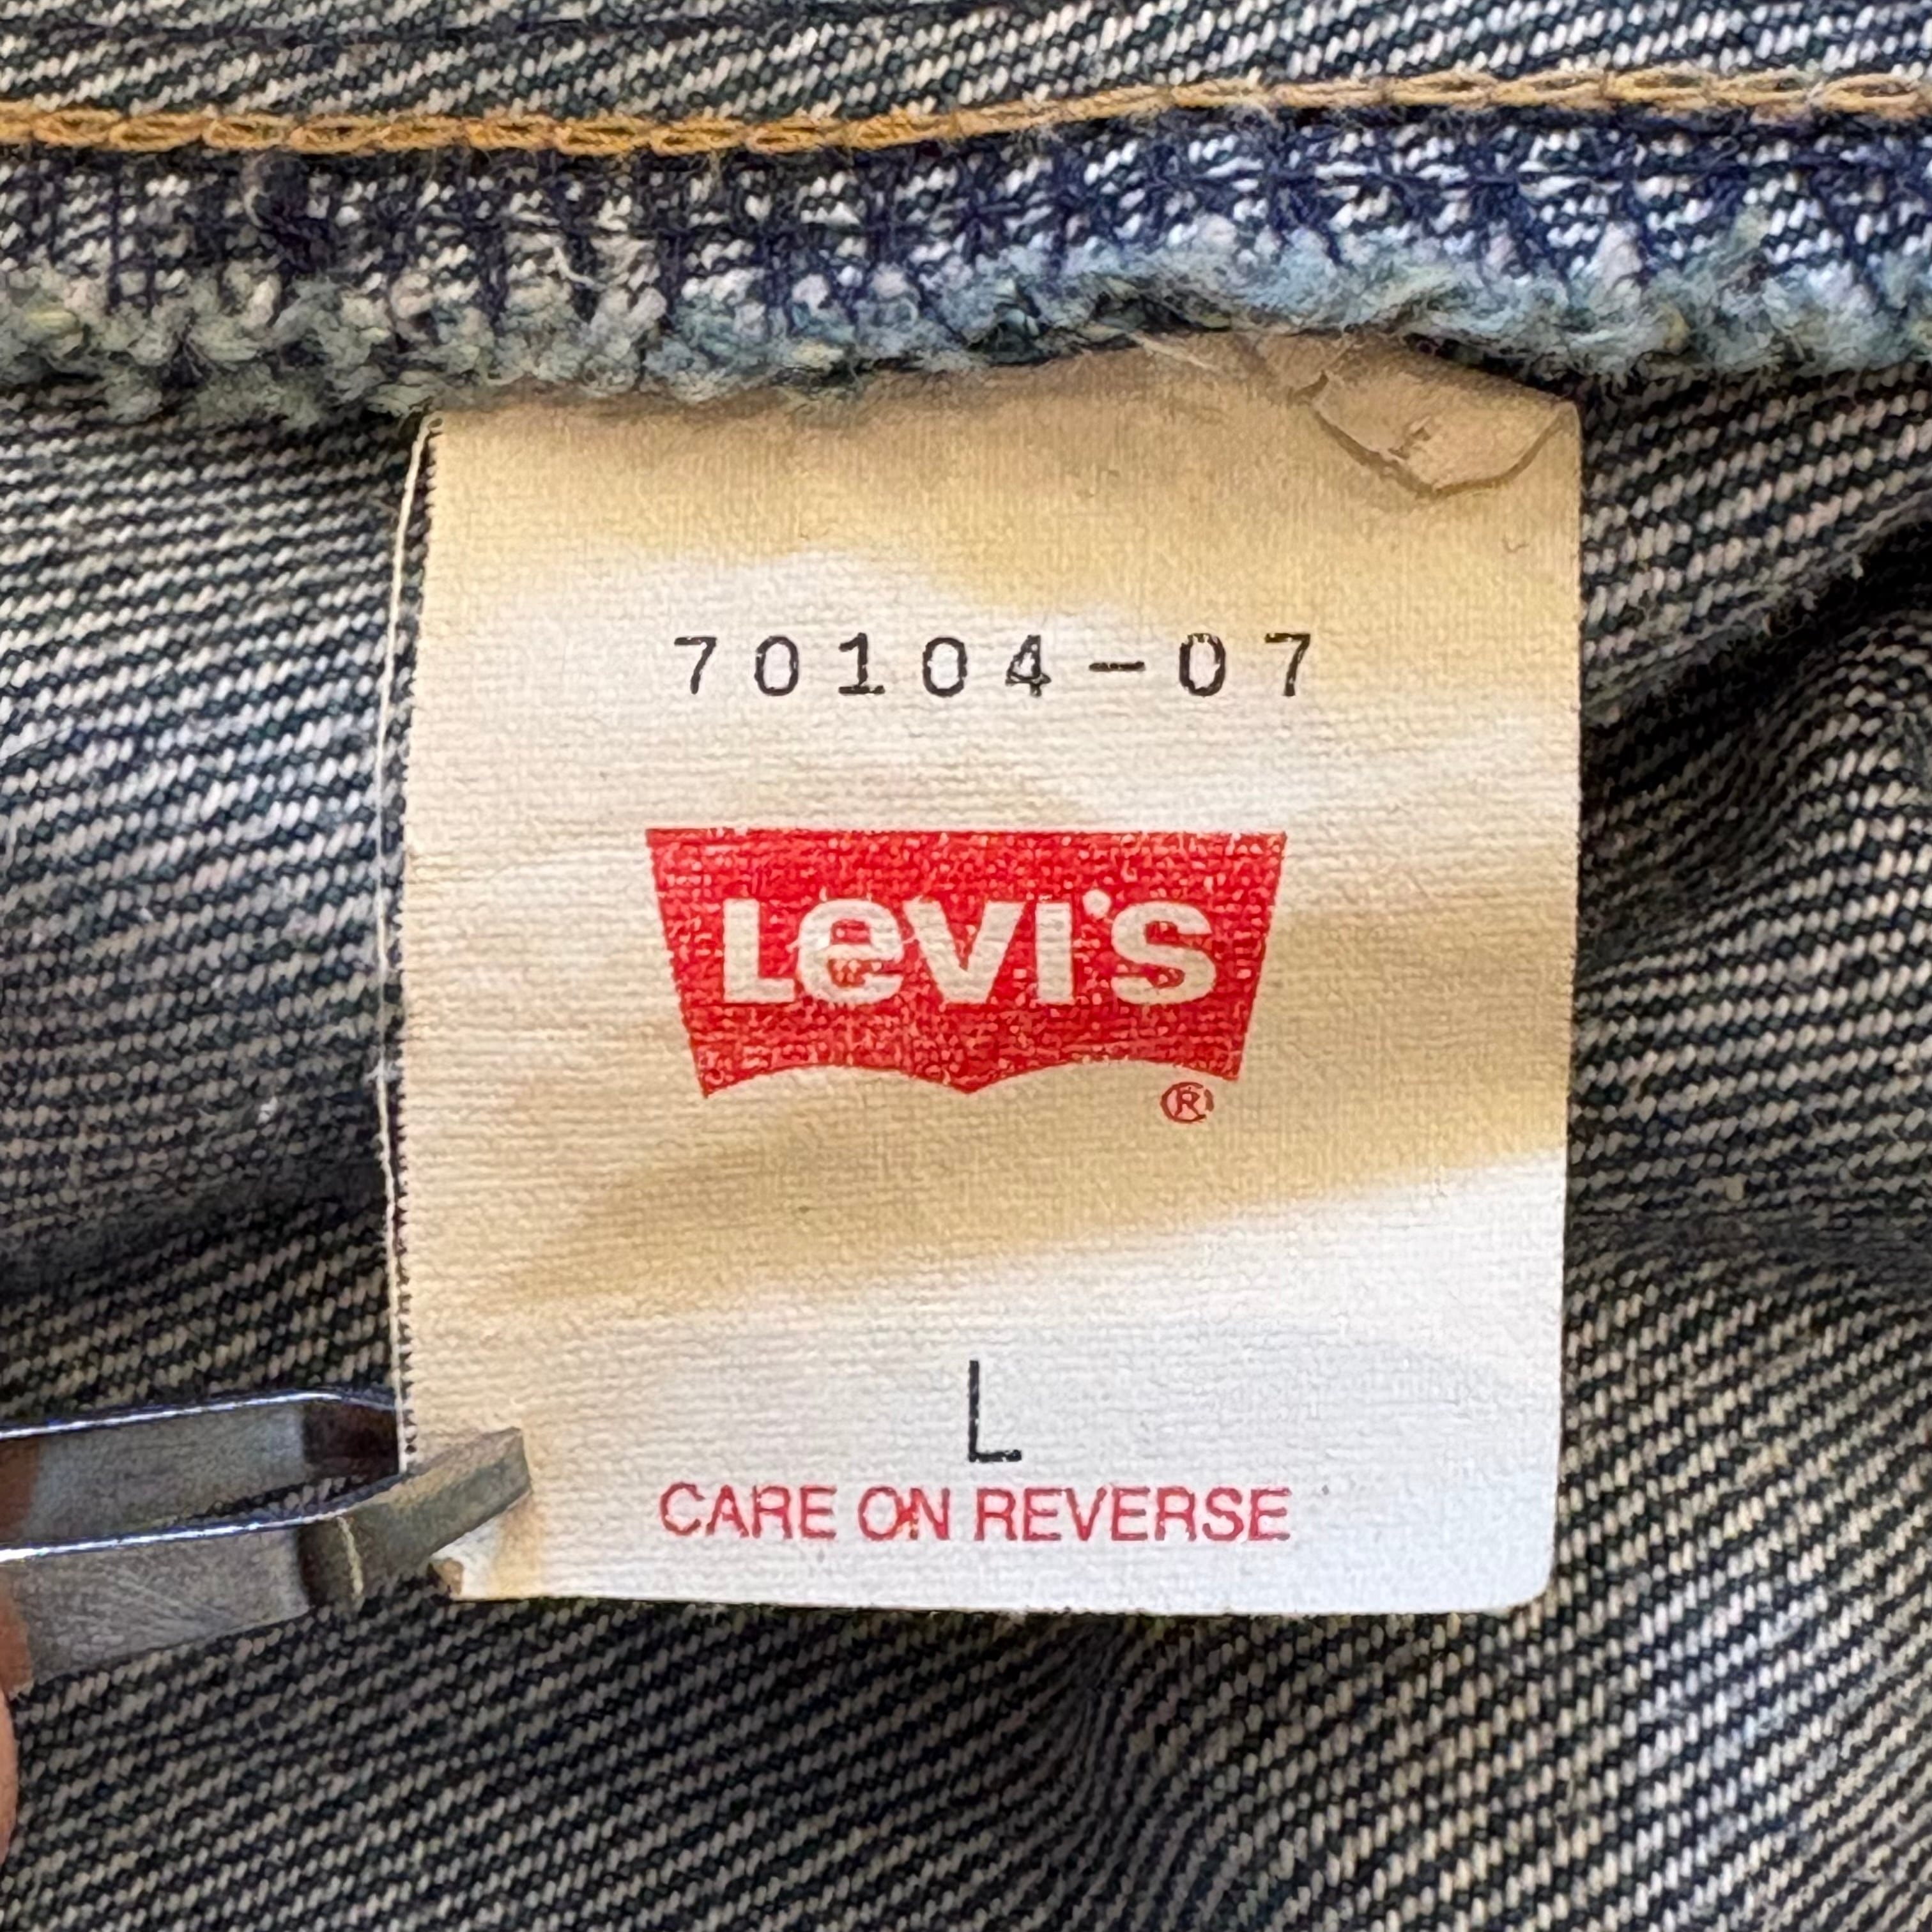 70104-07
Levi's
®
L
CARE ON REVERSE